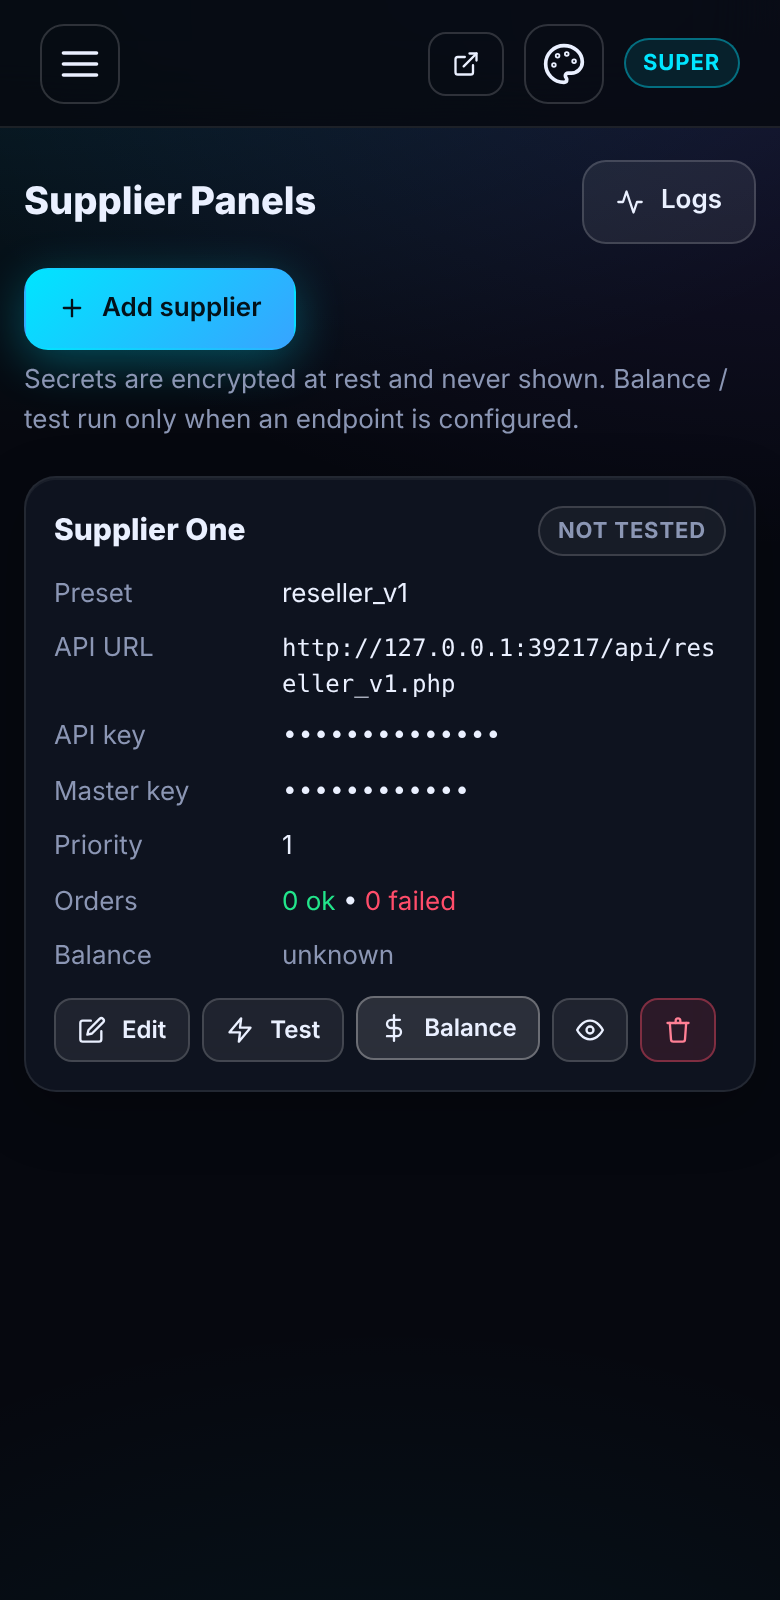 SUPER
Supplier Panels
Logs
+ Add supplier
Secrets are encrypted at rest and never shown. Balance /
test run only when an endpoint is configured.
Supplier One
NOT TESTED
Preset reseller_v1
API URL http://127.0.0.1:39217/api/res
eller_v1.php
API key ••••••••••••••
Master key ••••••••••••
Priority 1
Orders 0 ok • 0 failed
Balance unknown
Edit Test $ Balance